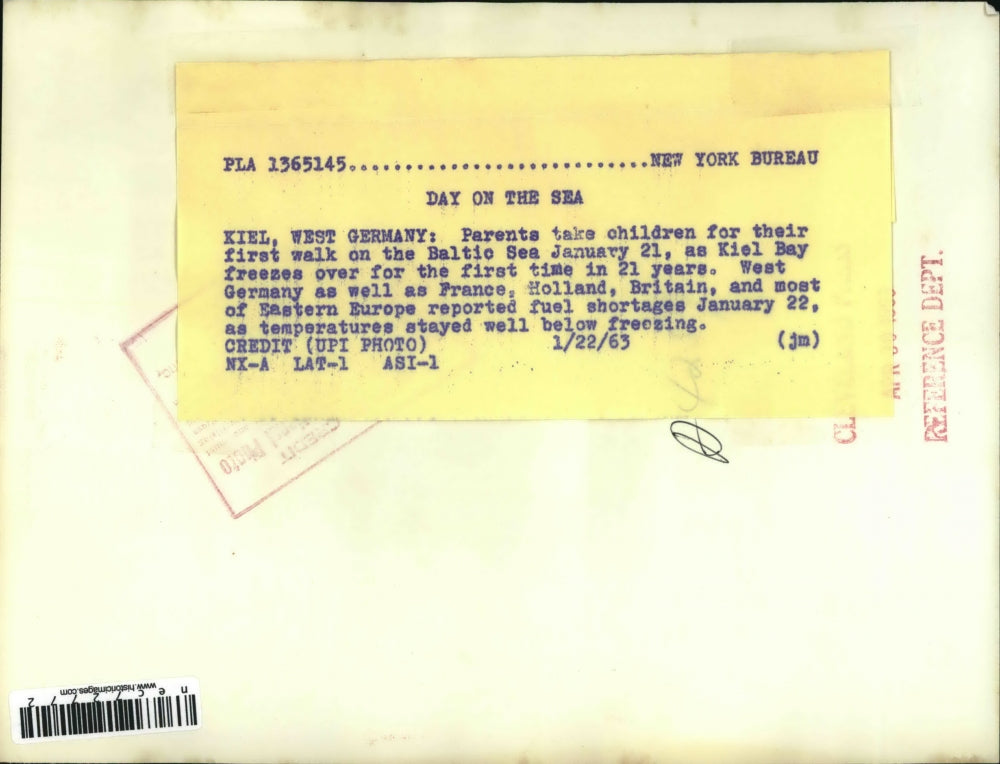 PLA 1365145............................NEW YORK BUREAU
DAY ON THE SEA
KIEL, WEST GERMANY: Parents take children for their
first walk on the Baltic Sea January 21, as Kiel Bay
freezes over for the first time in 21 years. West
Germany as well as France, Holland, Britain, and most
of Eastern Europe reported fuel shortages January 22,
as temperatures stayed well below freezing.
CREDIT (UPI PHOTO) 1/22/63 (jm)
NX-A LAT-1 ASI-1
REFERENCE DEPT.
CREDIT
Photo
www.historicimages.com